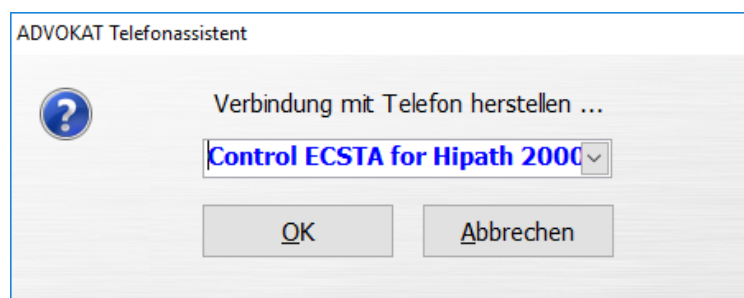 ADVOKAT Telefonassistent
Verbindung mit Telefon herstellen ...
Control ECSTA for Hipath 2000
OK
Abbrechen